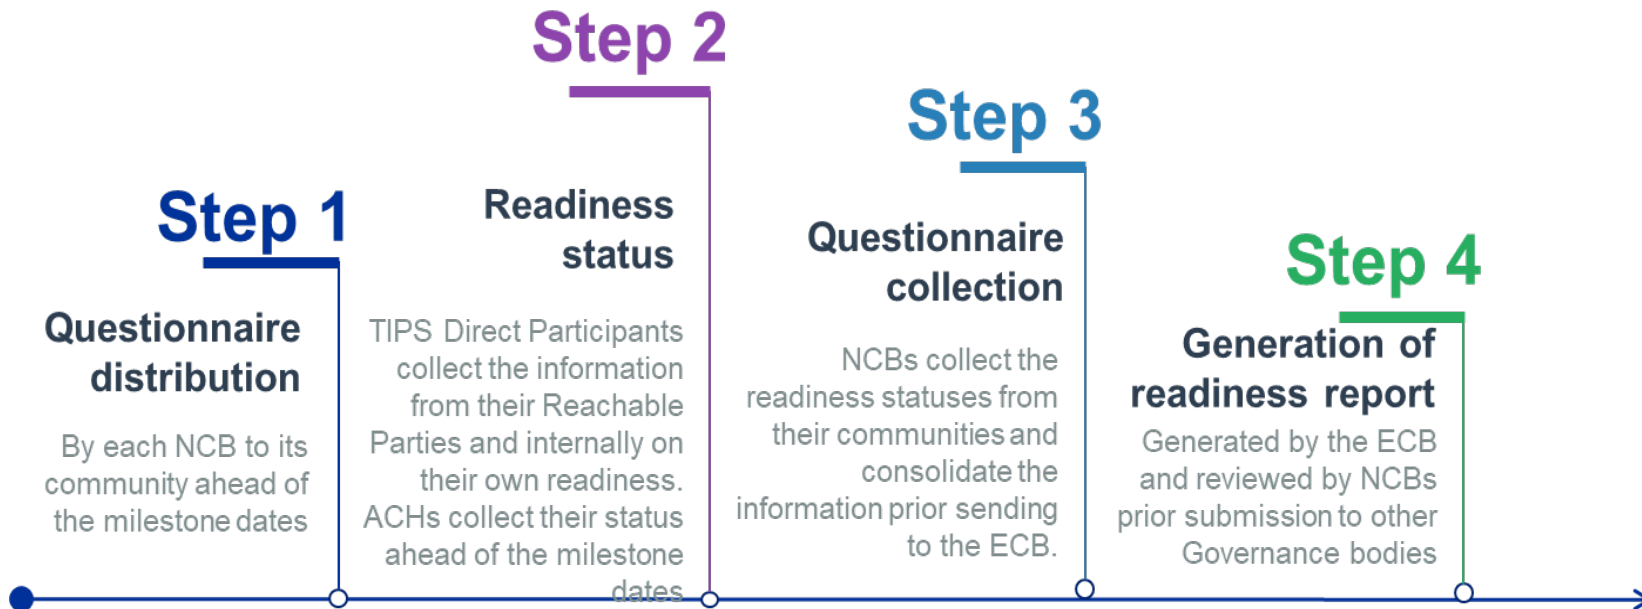 Step 1
Questionnaire
distribution
By each NCB to its
community ahead of
the milestone dates
Step 2
Readiness
status
TIPS Direct Participants
collect the information
from their Reachable
Parties and internally on
their own readiness.
ACHs collect their status
ahead of the milestone
dates
Step 3
Questionnaire
collection
NCBs collect the
readiness statuses from
their communities and
consolidate the
information prior sending
to the ECB.
Step 4
Generation of
readiness report
Generated by the ECB
and reviewed by NCBs
prior submission to other
Governance bodies